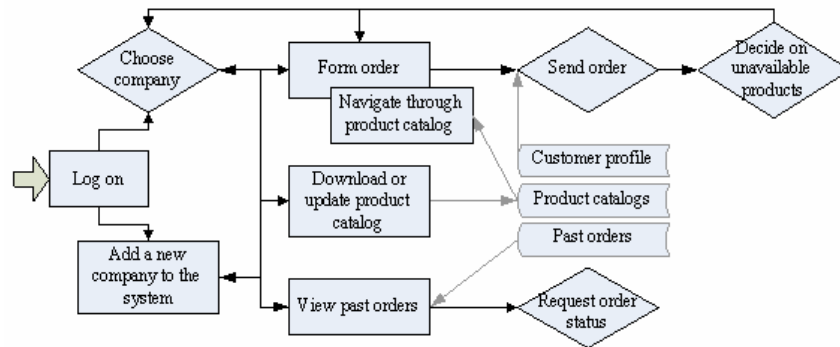 Choose
company
Form order
Send order
Decide on
unavailable
products
Navigate through
product catalog
Log on
Customer profile
Download or
update product
catalog
Product catalogs
Past orders
Add a new
company to the
system
View past orders
Request order
status